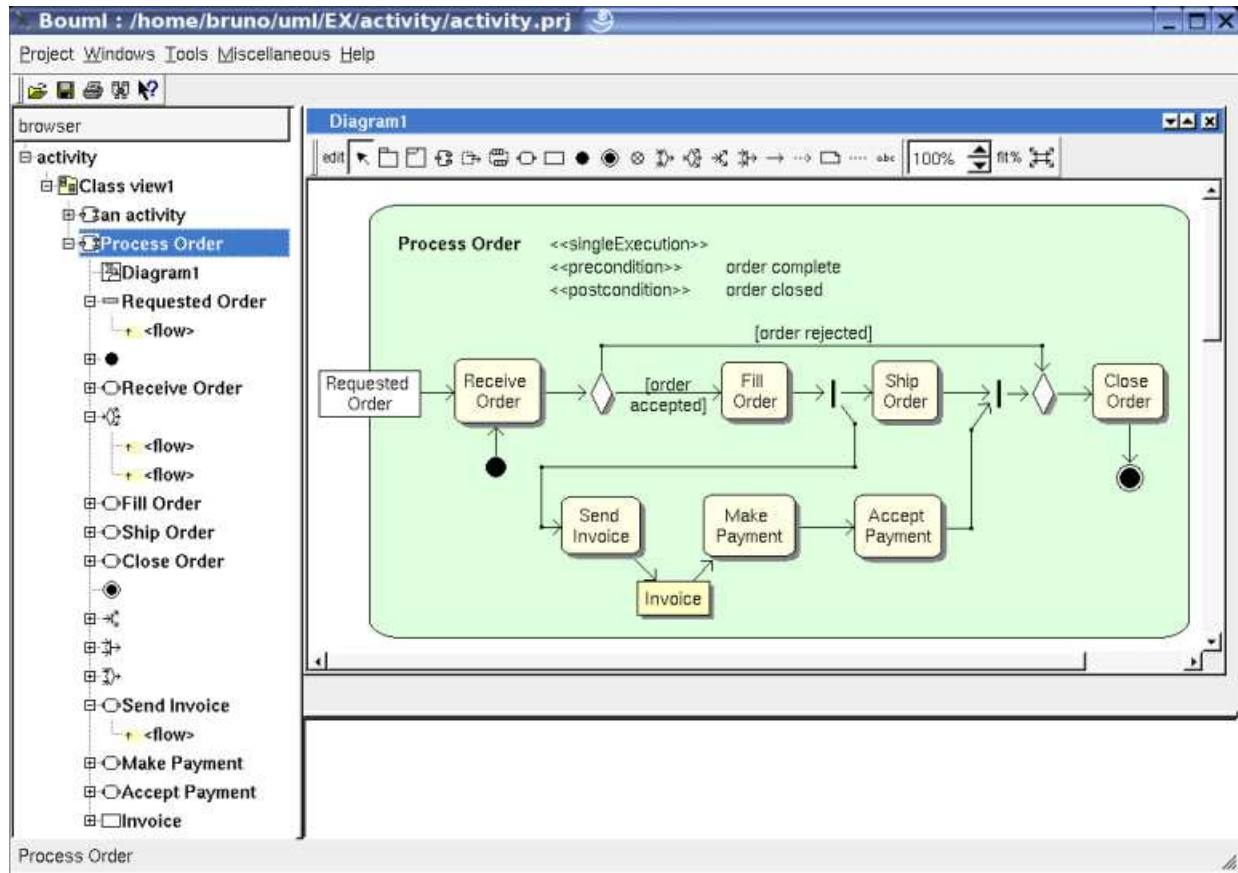 Bouml : /home/bruno/uml/EX/activity/activity.prj
Project Windows Tools Miscellaneous Help
browser
activity
Class view1
an activity
Process Order
Diagram1
Requested Order
<flow>
Receive Order
<flow>
<flow>
Fill Order
Ship Order
Close Order
Send Invoice
<flow>
Make Payment
Accept Payment
Invoice
Diagram1
edit
abc
100%
fit%
Process Order <<singleExecution>>
<<precondition>> order complete
<<postcondition>> order closed
[order rejected]
Requested
Order
Receive
Order
[order
accepted]
Fill
Order
Ship
Order
Close
Order
Send
Invoice
Make
Payment
Accept
Payment
Invoice
Process Order